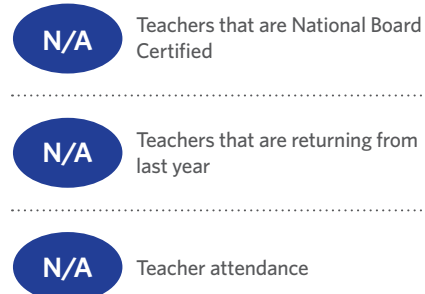 N/A
Teachers that are National Board
Certified
N/A
Teachers that are returning from
last year
N/A
Teacher attendance